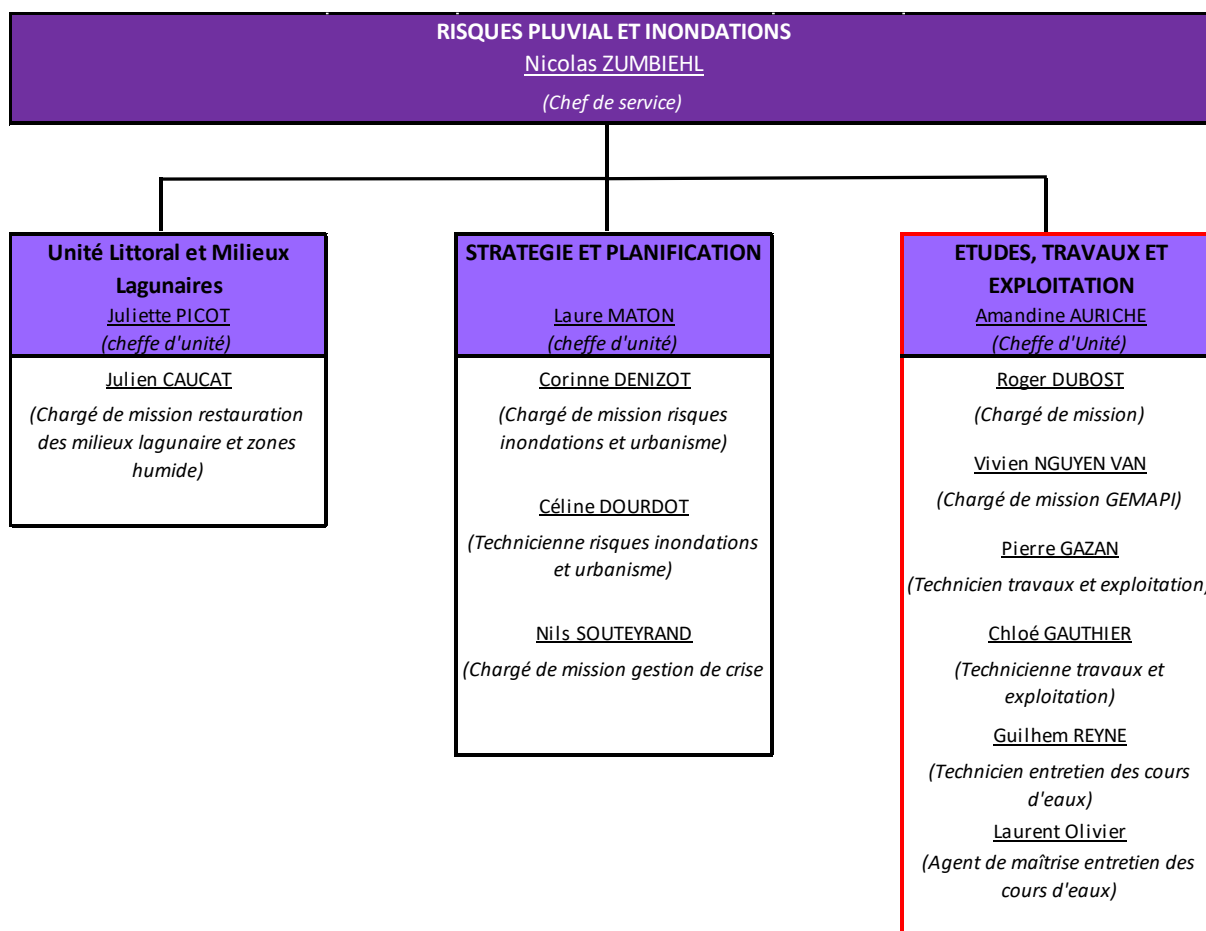 RISQUES PLUVIAL ET INONDATIONS
Nicolas ZUMBIEHL
(Chef de service)
Unité Littoral et Milieux
Lagunaires
Juliette PICOT
(cheffe d'unité)
Julien CAUCAT
(Chargé de mission restauration
des milieux lagunaire et zones
humide)
STRATEGIE ET PLANIFICATION
Laure MATON
(cheffe d'unité)
Corinne DENIZOT
(Chargé de mission risques
inondations et urbanisme)
Céline DOURDOT
(Technicienne risques inondations
et urbanisme)
Nils SOUTEYRAND
(Chargé de mission gestion de crise
ETUDES, TRAVAUX ET
EXPLOITATION
Amandine AURICHE
(Cheffe d'Unité)
Roger DUBOST
(Chargé de mission)
Vivien NGUYEN VAN
(Chargé de mission GEMAPI)
Pierre GAZAN
(Technicien travaux et exploitation)
Chloé GAUTHIER
(Technicienne travaux et
exploitation)
Guilhem REYNE
(Technicien entretien des cours
d'eaux)
Laurent Olivier
(Agent de maîtrise entretien des
cours d'eaux)